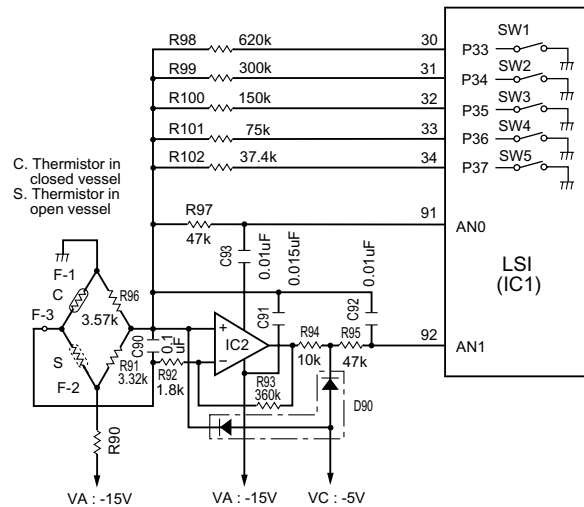 R98 620k 30
SW1
P33
R99 300k 31
SW2
P34
R100 150k 32
SW3
P35
R101 75k 33
SW4
P36
R102 37.4k 34
SW5
P37
C. Thermistor in
closed vessel
S. Thermistor in
open vessel
R97
47k
91
AN0
C93
0.01uF
0.015uF
0.01uF
LSI
(IC1)
F-1
C
R96
F-3
3.57k
C90
0.1
uF
+
−
IC2
C91
C92
R94
10k
R95
47k
92
AN1
S
R91
3.32k
R92
1.8k
R93
360k
F-2
D90
R90
VA : -15V
VA : -15V
VC : -5V